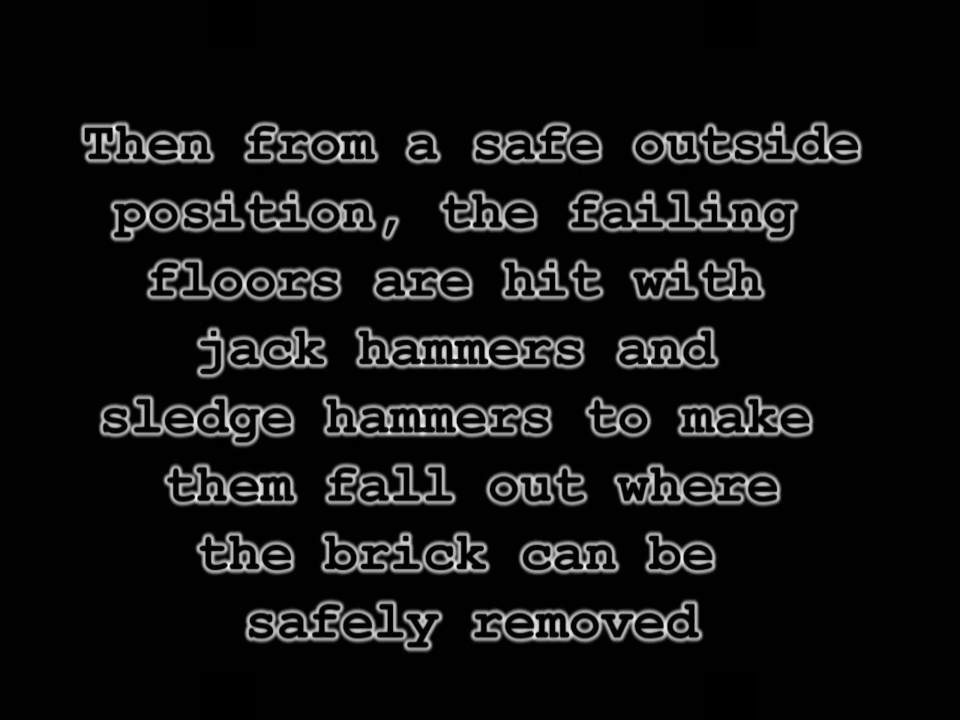 Then from a safe outside
position, the failing
floors are hit with
jack hammers and
sledge hammers to make
them fall out where
the brick can be
safely removed